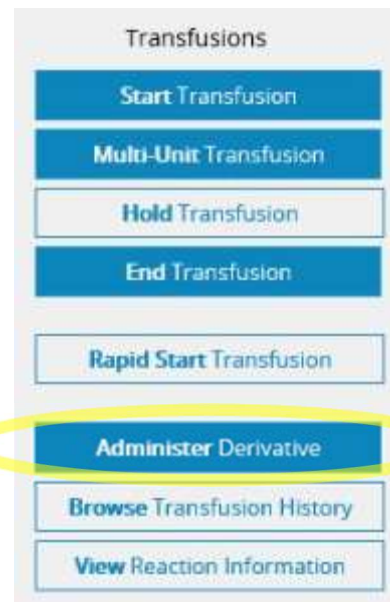 Transfusions
Start Transfusion
Multi-Unit Transfusion
Hold Transfusion
End Transfusion
Rapid Start Transfusion
Administer Derivative
Browse Transfusion History
View Reaction Information